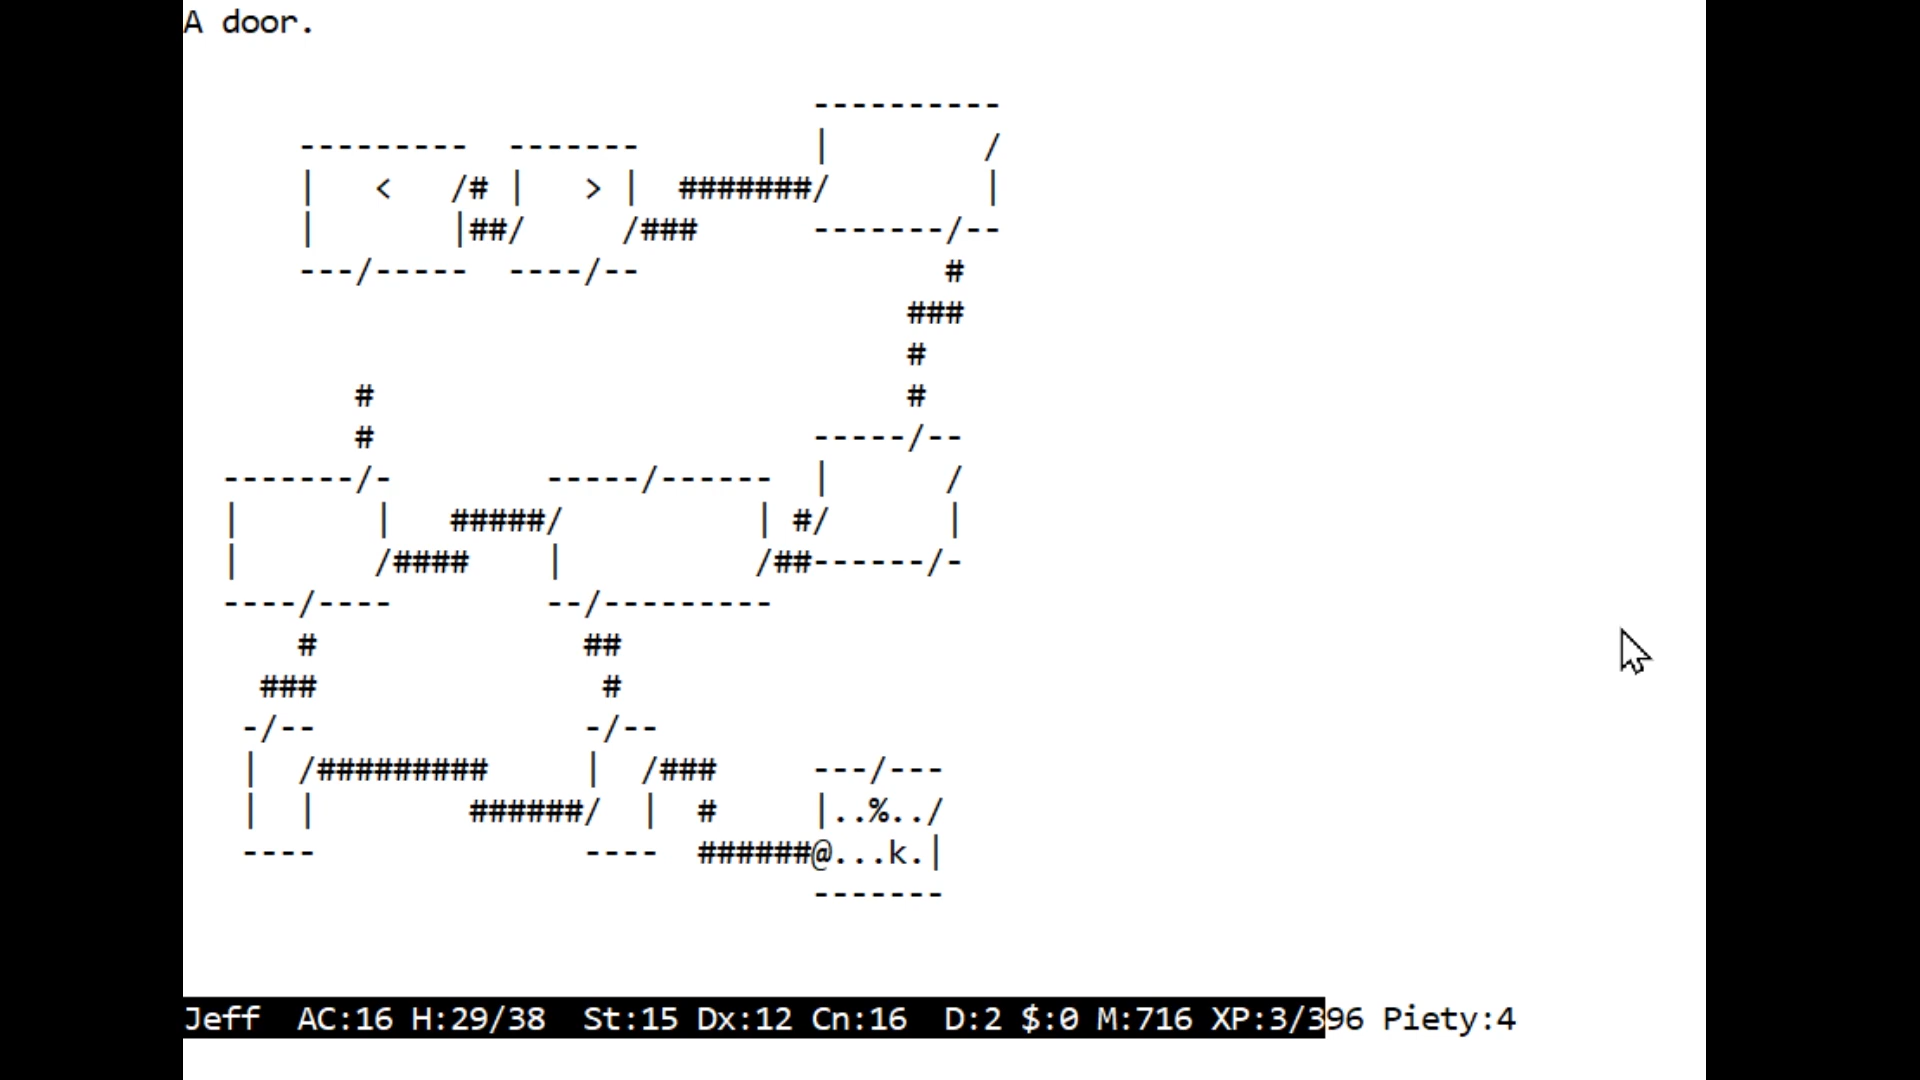 A door.
                                  ----------
      ---------  -------          |        /
      |   <   /# |   > |  #######/        |
      |       |##/     /###      -------/--
      ---/-----  ----/--                #
                                      ###
                                      #
         #                            #
         #                       -----/--
  -------/-        -----/------  |      /
  |       |   #####/          | #/      |
  |       /####    |          /##------/-
  ----/----        --/---------
      #              ##
    ###               #
   -/--              -/--
   |  /#########     |  /###     ---/---
   |  |        ######/  |  #     |..%../
   ----              ----  ######@...k.|
                                 -------
Jeff  AC:16 H:29/38  St:15 Dx:12 Cn:16  D:2 $:0 M:716 XP:3/396 Piety:4